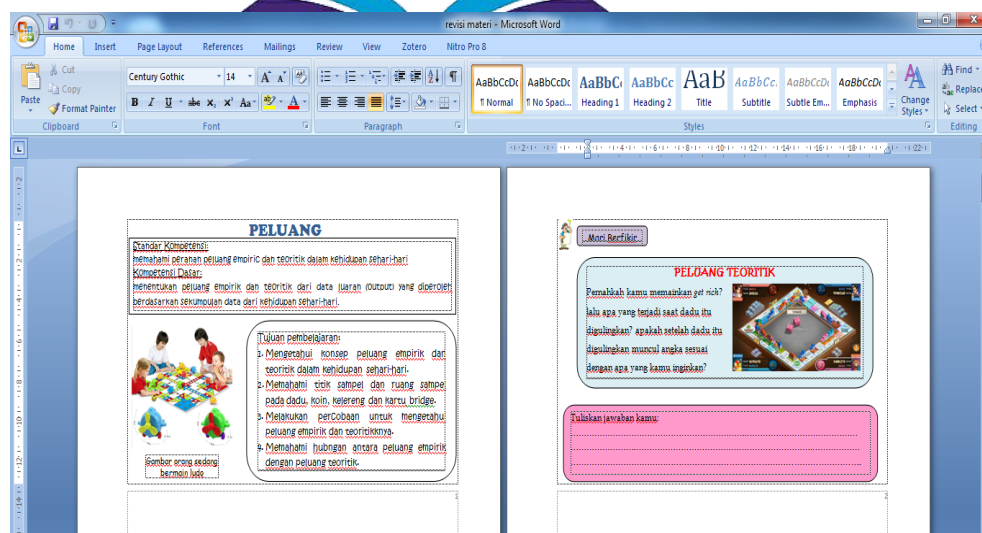 revisi materi - Microsoft Word
Home Insert Page Layout References Mailings Review View Zotero Nitro Pro 8
Paste
Cut
Copy
Format Painter
Clipboard
Century Gothic 14
Font
Paragraph
AaBbCcDc AaBbCcDc AaBbC AaBbCc AaB AaBbCc. AaBbCcDc AaBbCcDc
¶ Normal ¶ No Spaci... Heading 1 Heading 2 Title Subtitle Subtle Em... Emphasis
Change Styles
Styles
Find
Replace
Select
Editing
PELUANG
Standar Kompetensi:
memahami peranan peluang empiric dan teoritik dalam kehidupan sehari-hari
Kompetensi Dasar:
menentukan peluang empirik dan teoritik dari data luaran (output) yang diperoleh
berdasarkan sekumpulan data dari kehidupan sehari-hari.
Tujuan pembelajaran:
1. Mengetahui konsep peluang empirik dan
teoritik dalam kehidupan sehari-hari.
2. Memahami titik sampel dan ruang sampel
pada dadu, koin, kelereng dan kartu bridge.
3. Melakukan perCobaan untuk mengetahu
peluang empirik dan teoritikknya.
4. Memahami hubngan antara peluang empirik
dengan peluang teoritik.
Gambar orang sedang
bermain ludo
1
Mari Berfikir
PELUANG TEORITIK
Pernahkah kamu memainkan get rich?
lalu apa yang terjadi saat dadu itu
digulingkan? apakah setelah dadu itu
digulingkan muncul angka sesuai
dengan apa yang kamu inginkan?
Tuliskan jawaban kamu:
2